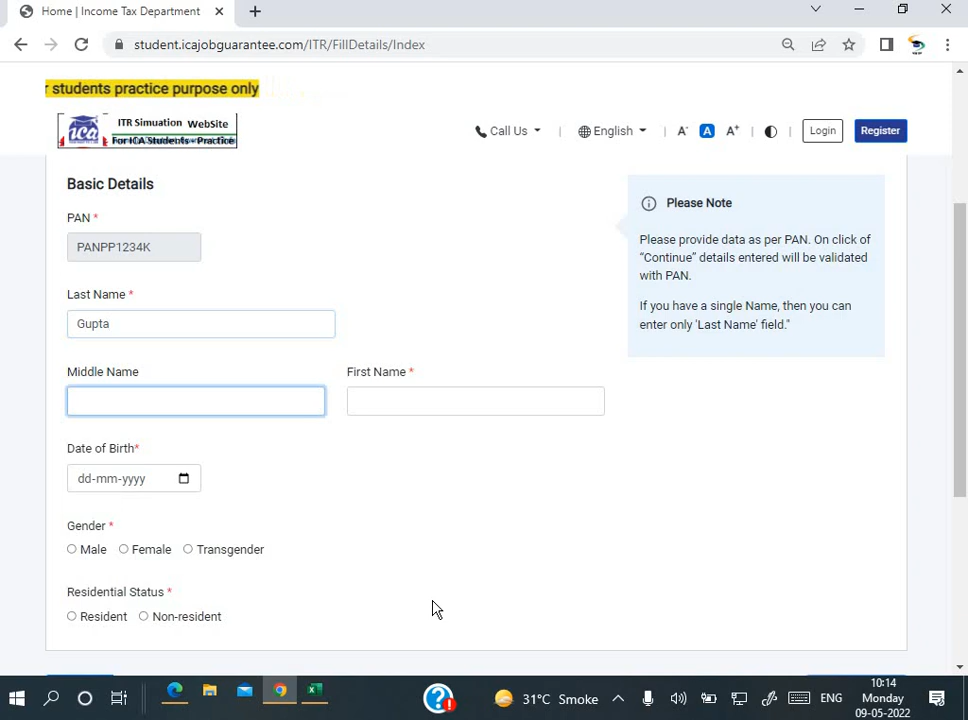 Home | Income Tax Department
student.icajobguarantee.com/ITR/FillDetails/Index
r students practice purpose only
ica
ITR Simuation WebSite
For ICA Students - Practice
Call Us
English
A-
A
A+
Login
Register
Basic Details
Please Note
PAN *
PANPP1234K
Please provide data as per PAN. On click of
“Continue” details entered will be validated
with PAN.
Last Name *
Gupta
If you have a single Name, then you can
enter only 'Last Name' field."
Middle Name
First Name *
Date of Birth*
dd-mm-yyyy
Gender *
Male
Female
Transgender
Residential Status *
Resident
Non-resident
31°C Smoke
ENG
10:14
Monday
09-05-2022